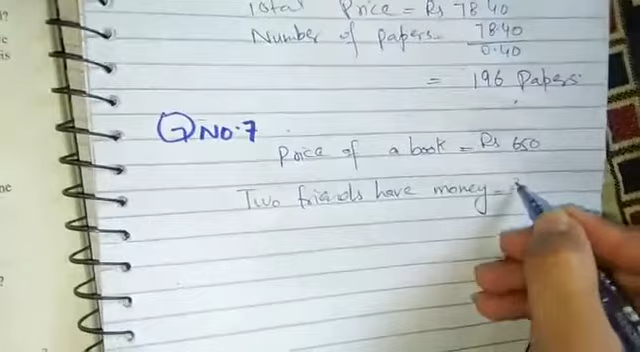 Total Price = Rs 78.40
Number of papers = 78.40
0.40
= 196 Papers.
Q No.7
Price of a book = Rs 650
Two friends have money =